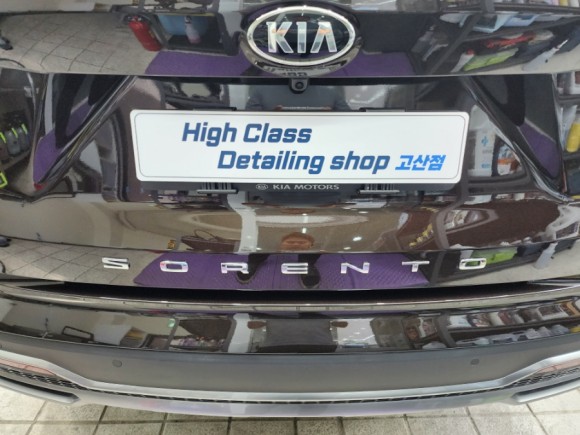 KIA
High Class
Detailing shop 고산점
KIA MOTORS
SORENTO